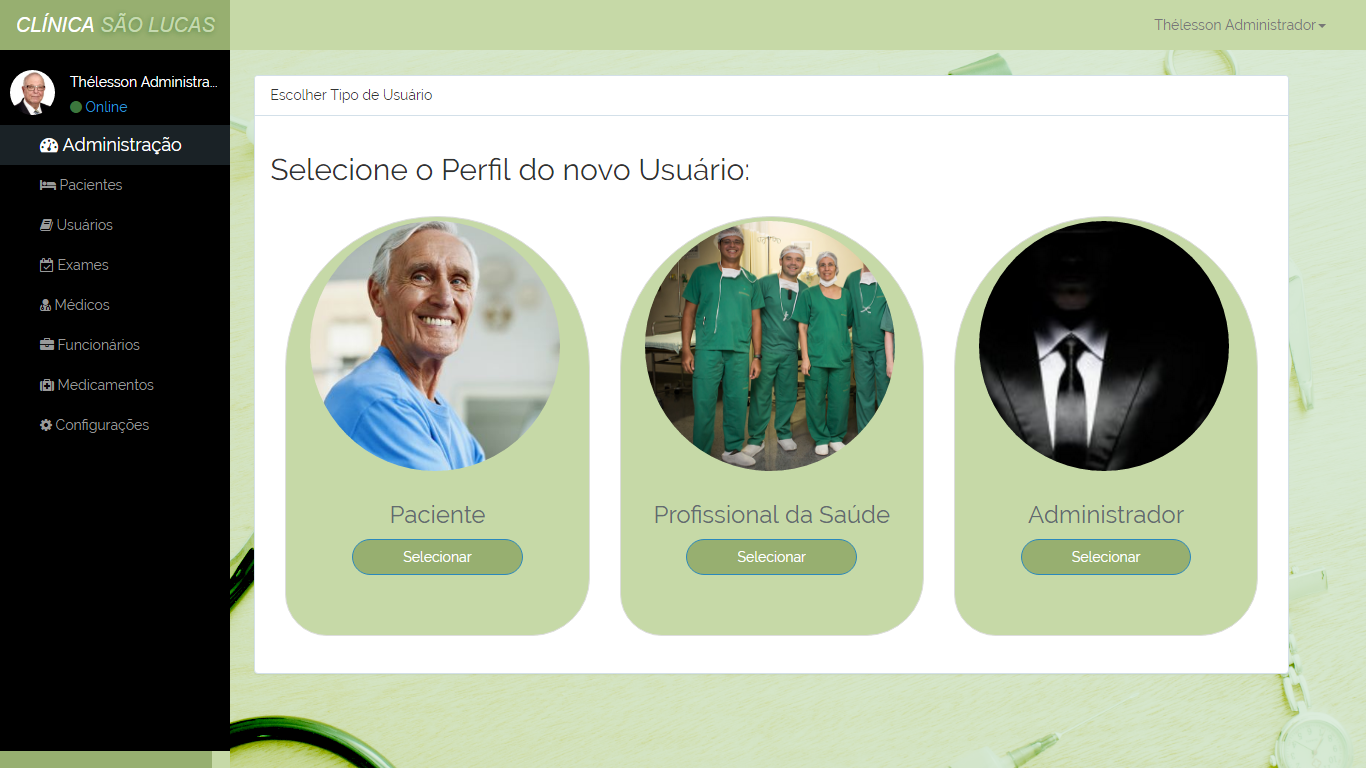 CLÍNICA SÃO LUCAS
Thélesson Administrador
Thélesson Administra...
Online
Administração
Pacientes
Usuários
Exames
Médicos
Funcionários
Medicamentos
Configurações
Escolher Tipo de Usuário
Selecione o Perfil do novo Usuário:
Paciente
Selecionar
Profissional da Saúde
Selecionar
Administrador
Selecionar